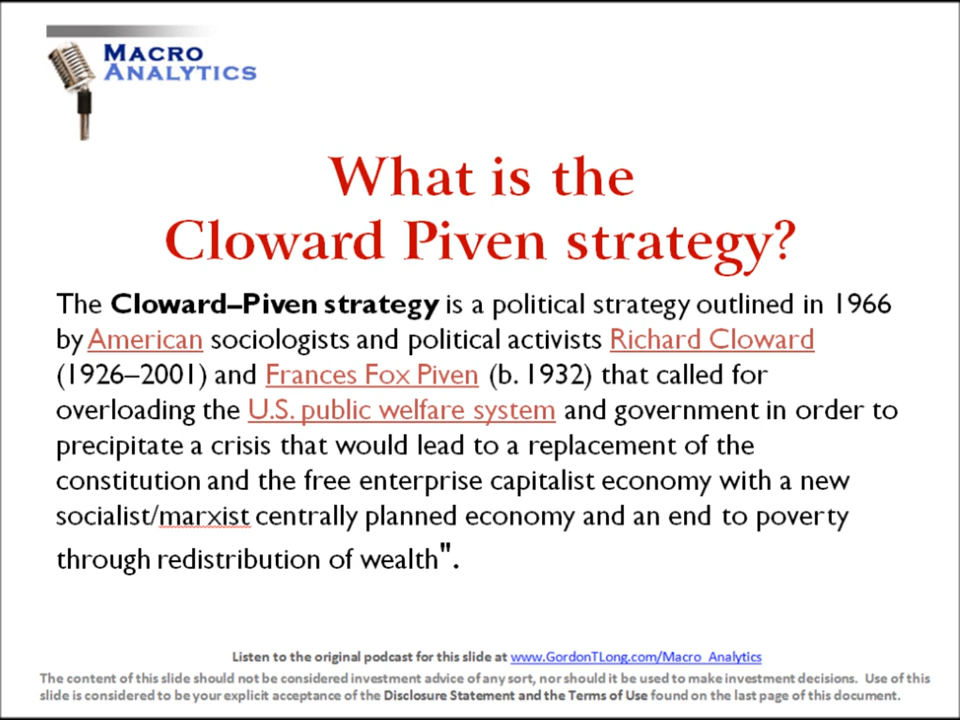 MACRO
ANALYTICS
What is the
Cloward Piven strategy?
The Cloward–Piven strategy is a political strategy outlined in 1966
by American sociologists and political activists Richard Cloward
(1926–2001) and Frances Fox Piven (b. 1932) that called for
overloading the U.S. public welfare system and government in order to
precipitate a crisis that would lead to a replacement of the
constitution and the free enterprise capitalist economy with a new
socialist/marxist centrally planned economy and an end to poverty
through redistribution of wealth".
Listen to the original podcast for this slide at www.GordonTLong.com/Macro_Analytics
The content of this slide should not be considered investment advice of any sort, nor should it be used to make investment decisions. Use of this
slide is considered to be your explicit acceptance of the Disclosure Statement and the Terms of Use found on the last page of this document.